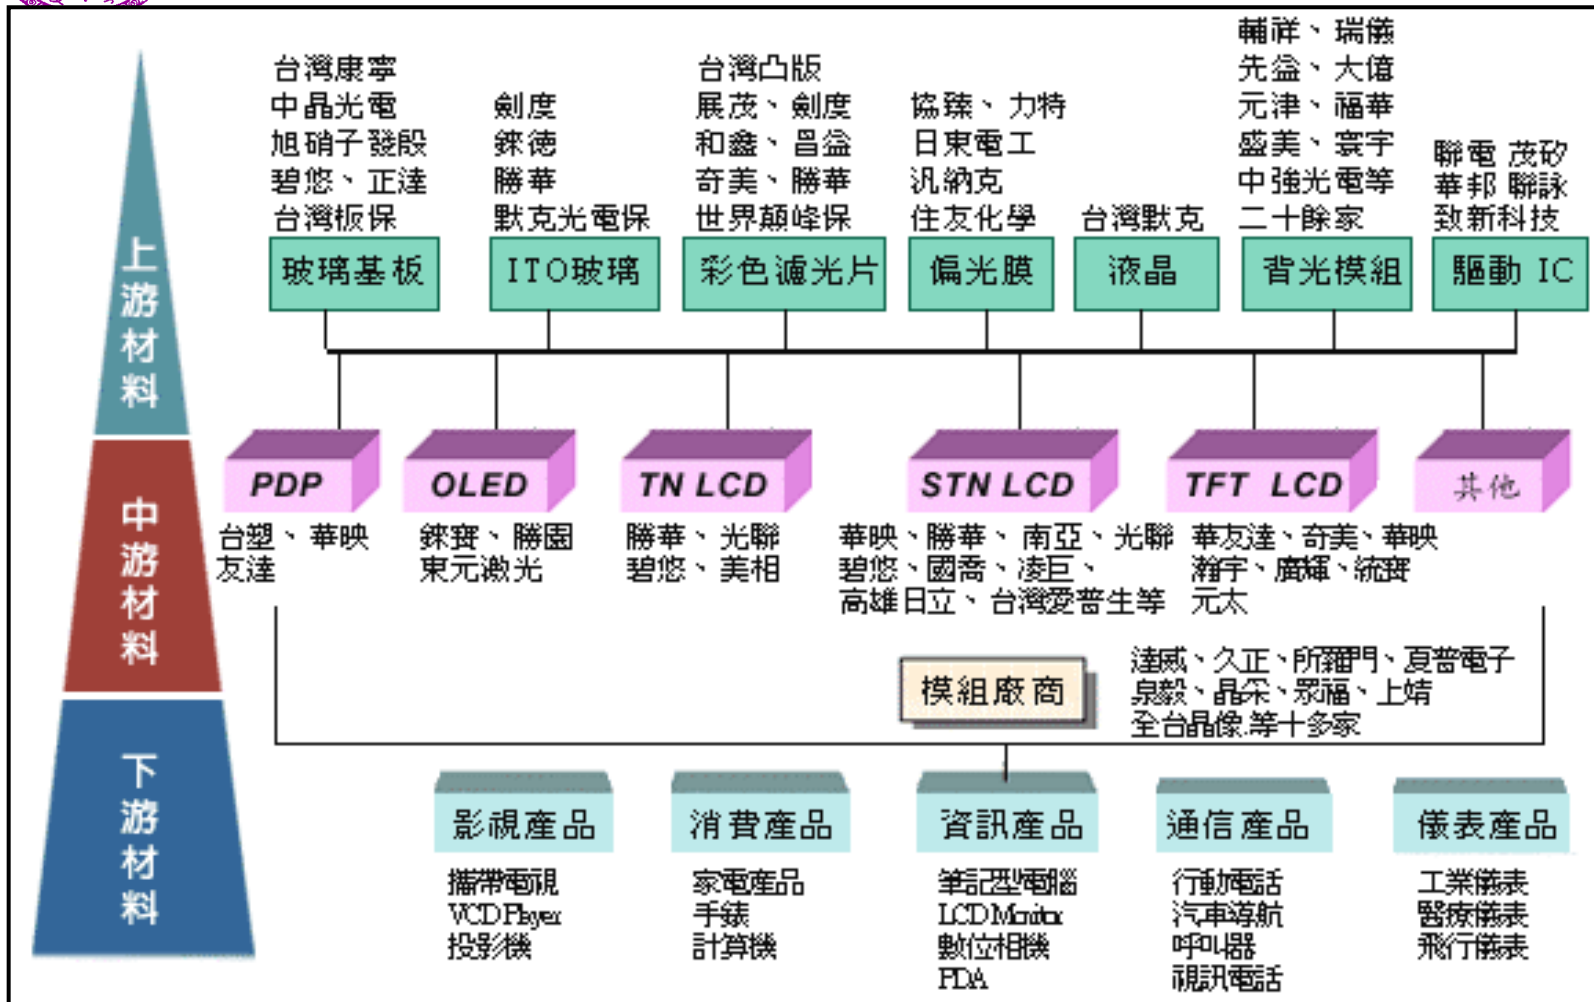 台灣康寧
中晶光電
旭硝子發殷
碧悠、正達
台灣板保
玻璃基板
劍度
錸德
勝華
默克光電保
ITO玻璃
台灣凸版
展茂、劍度
和鑫、昌益
奇美、勝華
世界顛峰保
彩色濾光片
協臻、力特
日東電工
汎納克
住友化學
偏光膜
台灣默克
液晶
輔祥、瑞儀
先益、大億
元津、福華
盛美、寰宇
中強光電等
二十餘家
背光模組
聯電 茂矽
華邦 聯詠
致新科技
驅動 IC
上游材料
PDP
台塑、華映
友達
OLED
錸寶、勝園
東元激光
TN LCD
勝華、光聯
碧悠、美相
STN LCD
華映、勝華、南亞、光聯
碧悠、國喬、凌巨、
高雄日立、台灣愛普生等
TFT LCD
華友達、奇美、華映
瀚宇、廣輝、統寶
元太
其他
中游材料
模組廠商
達威、久正、所羅門、夏普電子
泉毅、晶采、眾福、上靖
全台晶像.等十多家
下游材料
影視產品
攜帶電視
VCD Player
投影機
消費產品
家電產品
手錶
計算機
資訊產品
筆記型電腦
LCD Monitor
數位相機
PDA
通信產品
行動電話
汽車導航
呼叫器
視訊電話
儀表產品
工業儀表
醫療儀表
飛行儀表